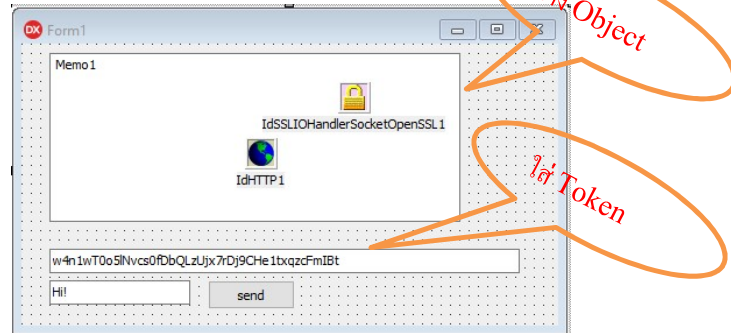 Object
DX Form1
Memo1
IdSSLIOHandlerSocketOpenSSL1
IdHTTP1
ใส่ Token
w4n1wT0o5lNvcs0fDbQLzUjx7rDj9CHe1txqzcFmIBt
Hi!
send